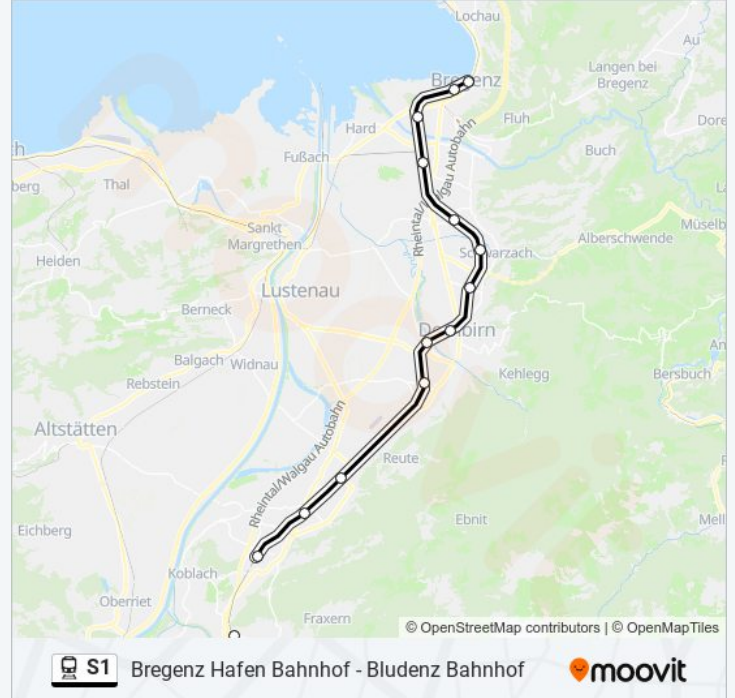 Lochau
Au
Bregenz
Langen bei
Bregenz
Hard
Fluh
Dore
h
Fußach
Buch
berg
Thal
Rheintal/Walgau Autobahn
Sankt
Margrethen
Alberschwende
Müselb
Heiden
Schwarzach
Lustenau
Berneck
Dornbirn
Balgach
Widnau
An
Rebstein
Kehlegg
Bersbuch
Altstätten
Rheintal/Walgau Autobahn
Reute
Eichberg
Ebnit
Mell
Koblach
Oberriet
Fraxern
© OpenStreetMap contributors | © OpenMapTiles
S1 Bregenz Hafen Bahnhof - Bludenz Bahnhof
moovit